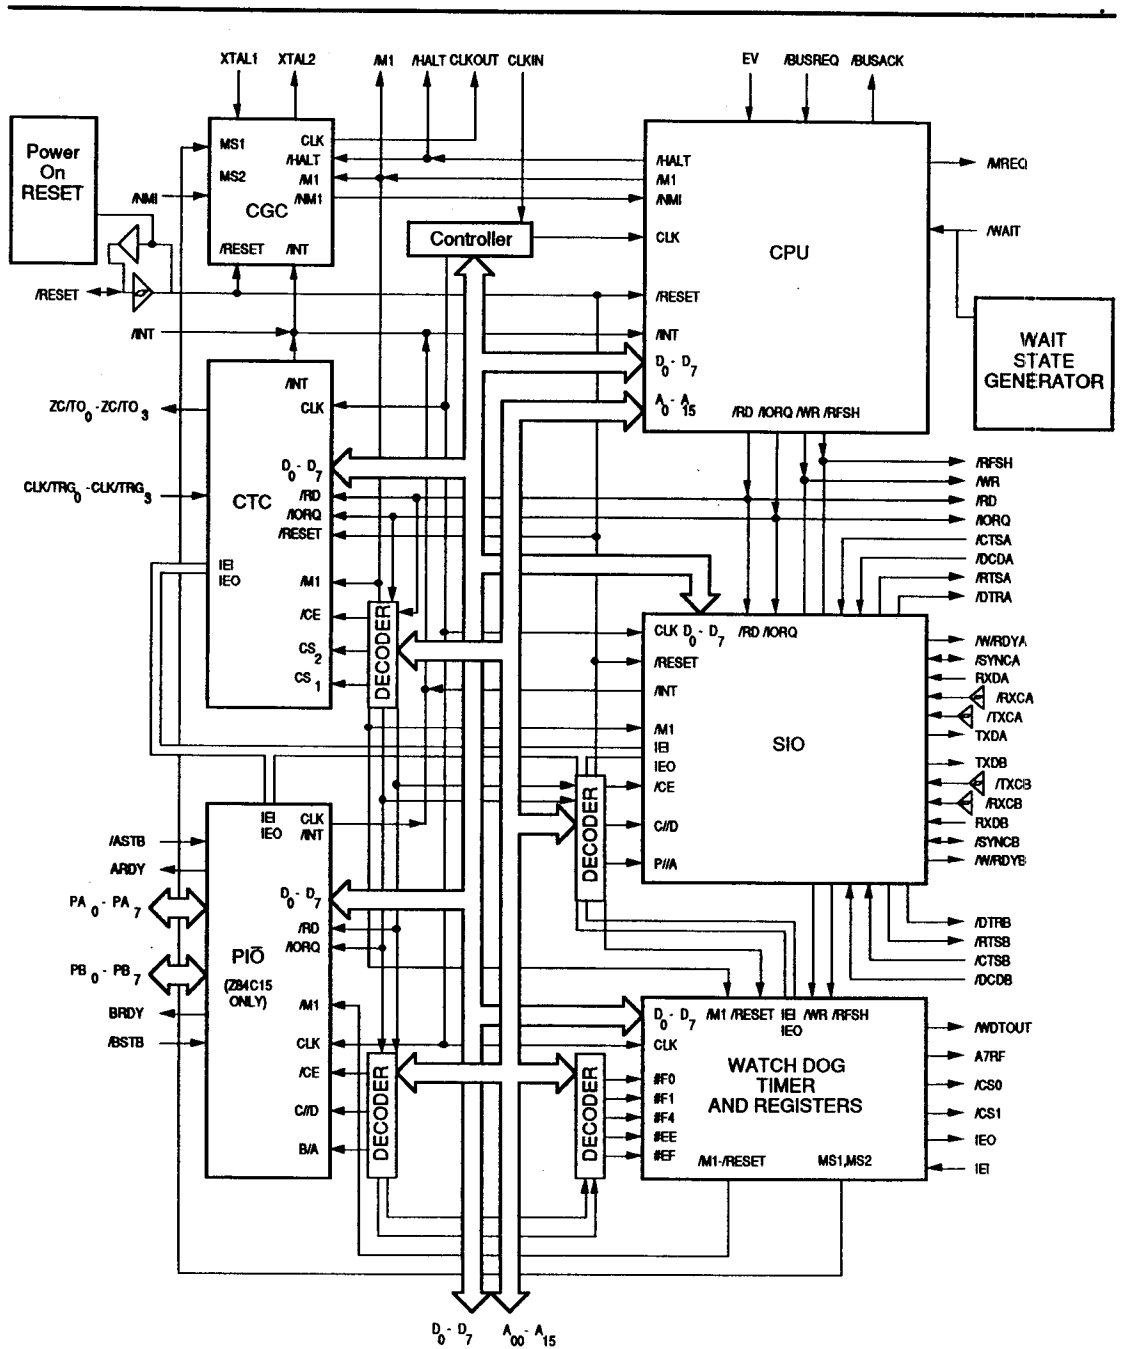 XTAL1 XTAL2 /M1 /HALT CLKOUT CLKIN EV /BUSREQ /BUSACK
Power
On
RESET
MS1 CLK
/HALT
MS2 /M1
/NMI
/NM1
CGC
/RESET /INT
Controller
/HALT
/M1
/NMI
CLK
CPU
/RESET
/INT
D0 - D7
A0 - A15
/RD /IORQ /WR /RFSH
/MREQ
/WAIT
WAIT
STATE
GENERATOR
/RESET
/INT
ZC/TO0 - ZC/TO3
CLK/TRG0 - CLK/TRG3
/INT
CLK
D0 - D7
CTC
/RD
/IORQ
/RESET
IEI
IEO
/M1
/CE
CS2
CS1
DECODER
/RFSH
/WR
/RD
/IORQ
/CTSA
/DCDA
/RTSA
/DTRA
CLK D0 - D7 /RD /IORQ
/RESET
/INT
/M1
IEI
IEO
/CE
C//D
P//A
SIO
DECODER
/W/RDYA
/SYNCA
RXDA
/RXCA
/TXCA
TXDA
TXDB
/TXCB
/RXCB
RXDB
/SYNCB
/W/RDYB
/DTRB
/RTSB
/CTSB
/DCDB
IEI CLK
IEO /INT
/ASTB
ARDY
PA0 - PA7
PB0 - PB7
BRDY
/BSTB
D0 - D7
/RD
/IORQ
PIO
(Z84C15
ONLY)
/M1
CLK
/CE
C//D
B/A
DECODER
DECODER
D0 - D7 /M1 /RESET IEI /WR /RFSH
IEO
CLK
WATCH DOG
TIMER
AND REGISTERS
#F0
#F1
#F4
#EE
#EF
/M1-/RESET MS1,MS2
/WDTOUT
A7RF
/CS0
/CS1
IEO
IEI
D0 - D7 A00 - A15